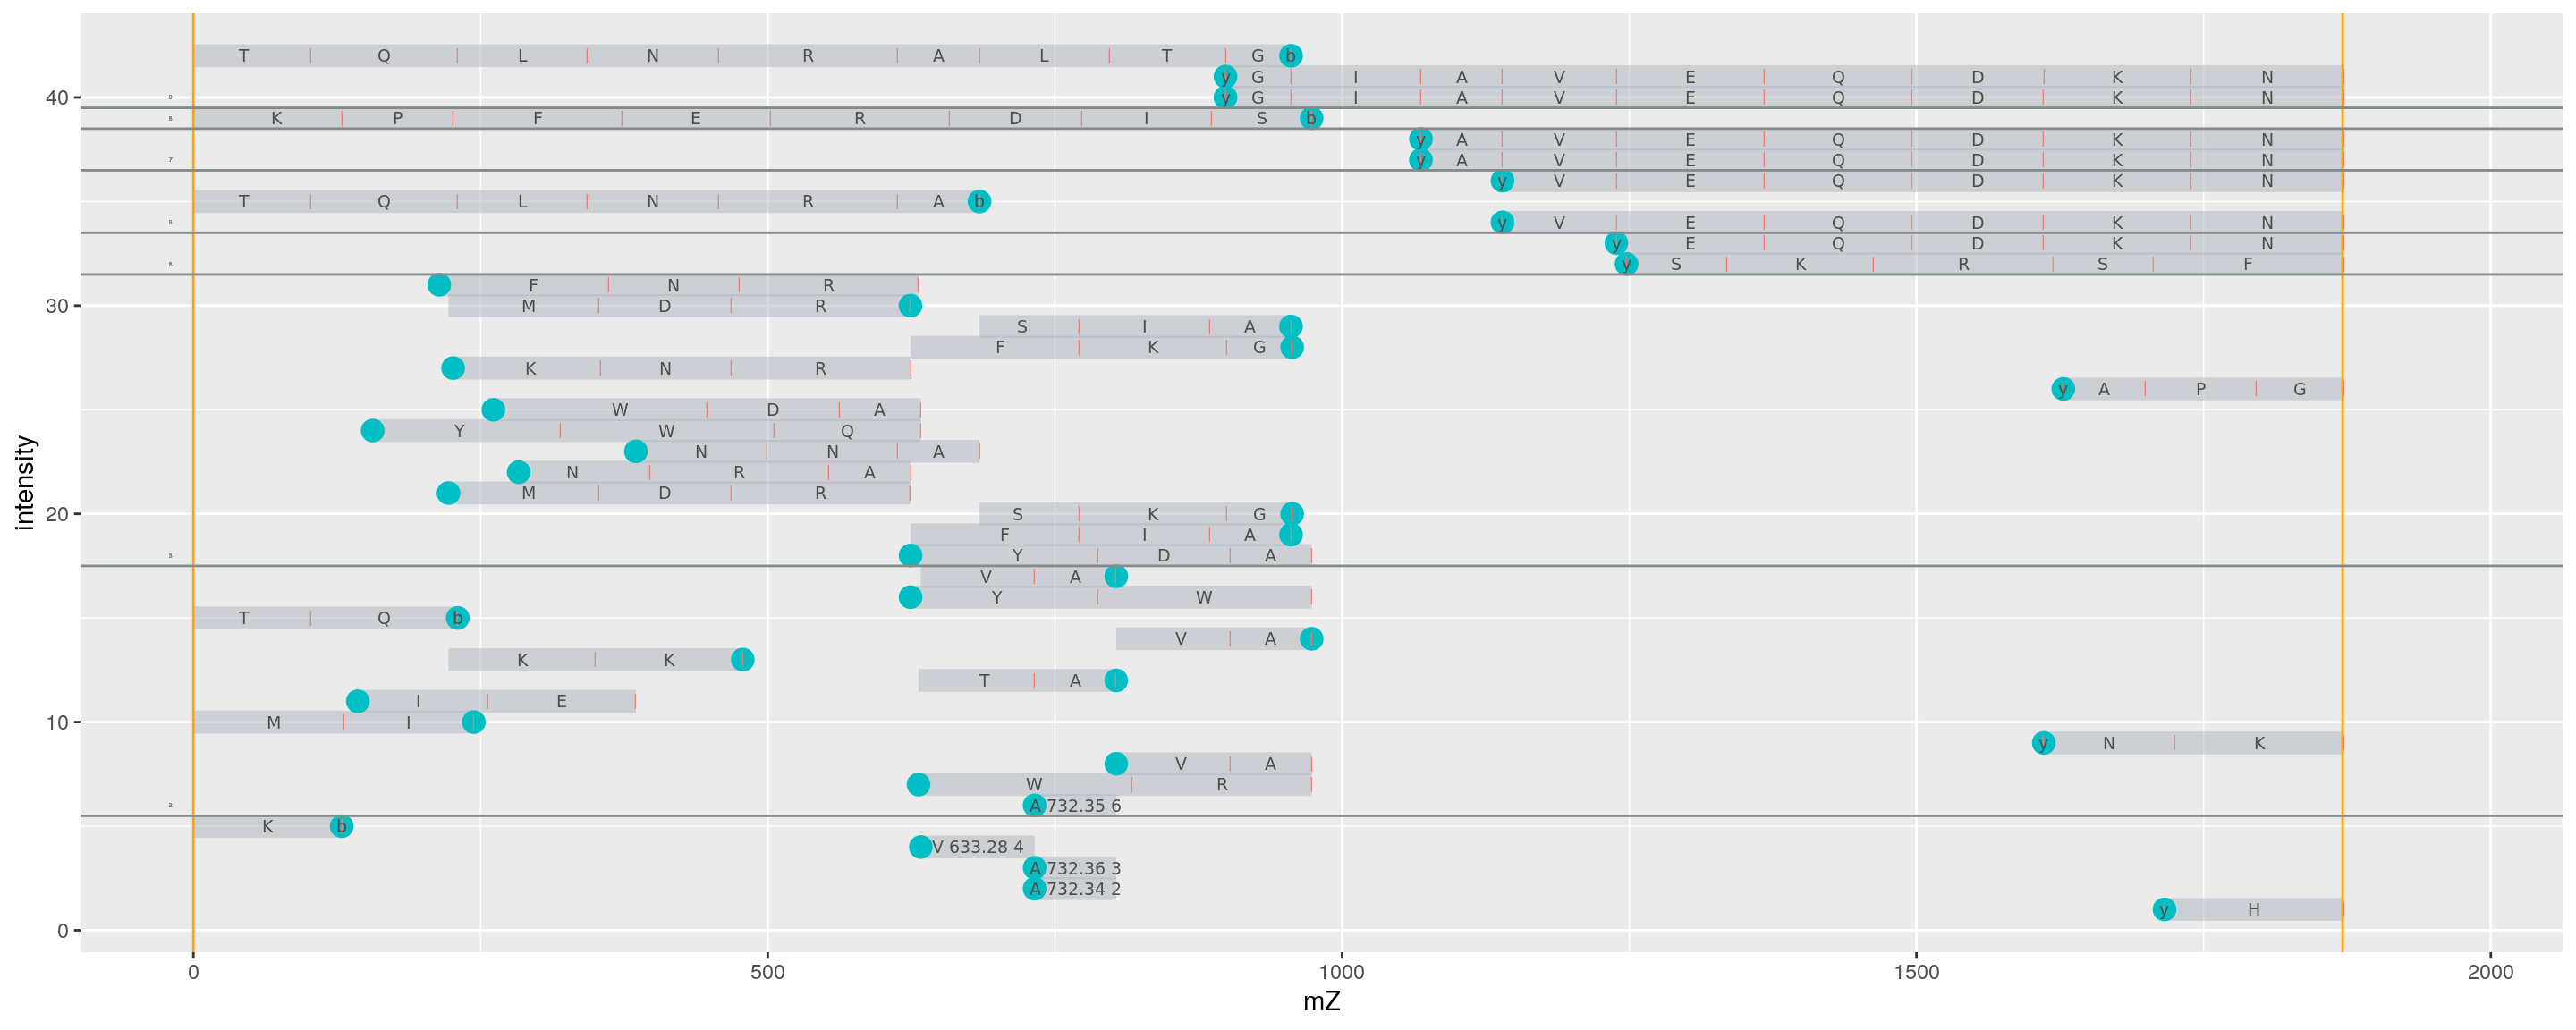 T Q L N R A L T G b
y G I A V E Q D K N
40 y G I A V E Q D K N
K P F E R D I S b
y A V E Q D K N
y A V E Q D K N
y V E Q D K N
T Q L N R A b
y V E Q D K N
y E Q D K N
y S K R S F
F N R
30 M D R
S I A
F K G
K N R
y A P G
W D A
Y W Q
N N A
N R A
M D R
20 S K G
F I A
Y D A
V A
Y W
T Q b
V A
K K
T A
I E
10 M I
y N K
V A
W R
A 732.35 6
K b
V 633.28 4
A 732.36 3
A 732.34 2
y H
0
0 500 1000 1500 2000
mZ
intensity